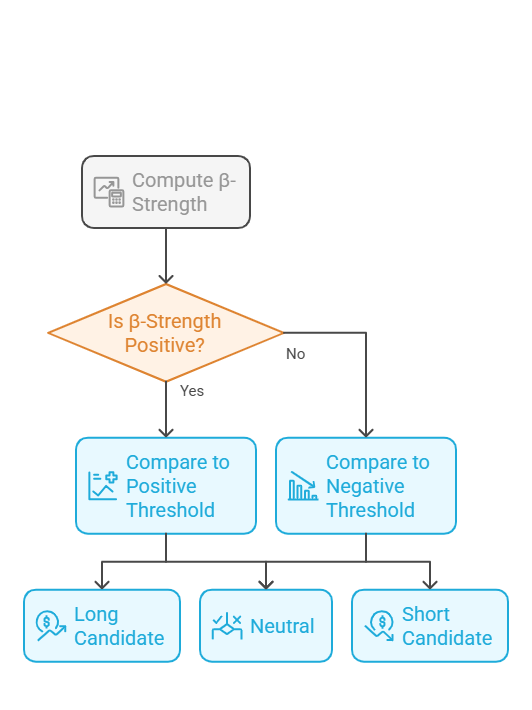 Compute β-
Strength
Is β-Strength
Positive?
No
Yes
Compare to
Positive
Threshold
Compare to
Negative
Threshold
Long
Candidate
Neutral
Short
Candidate